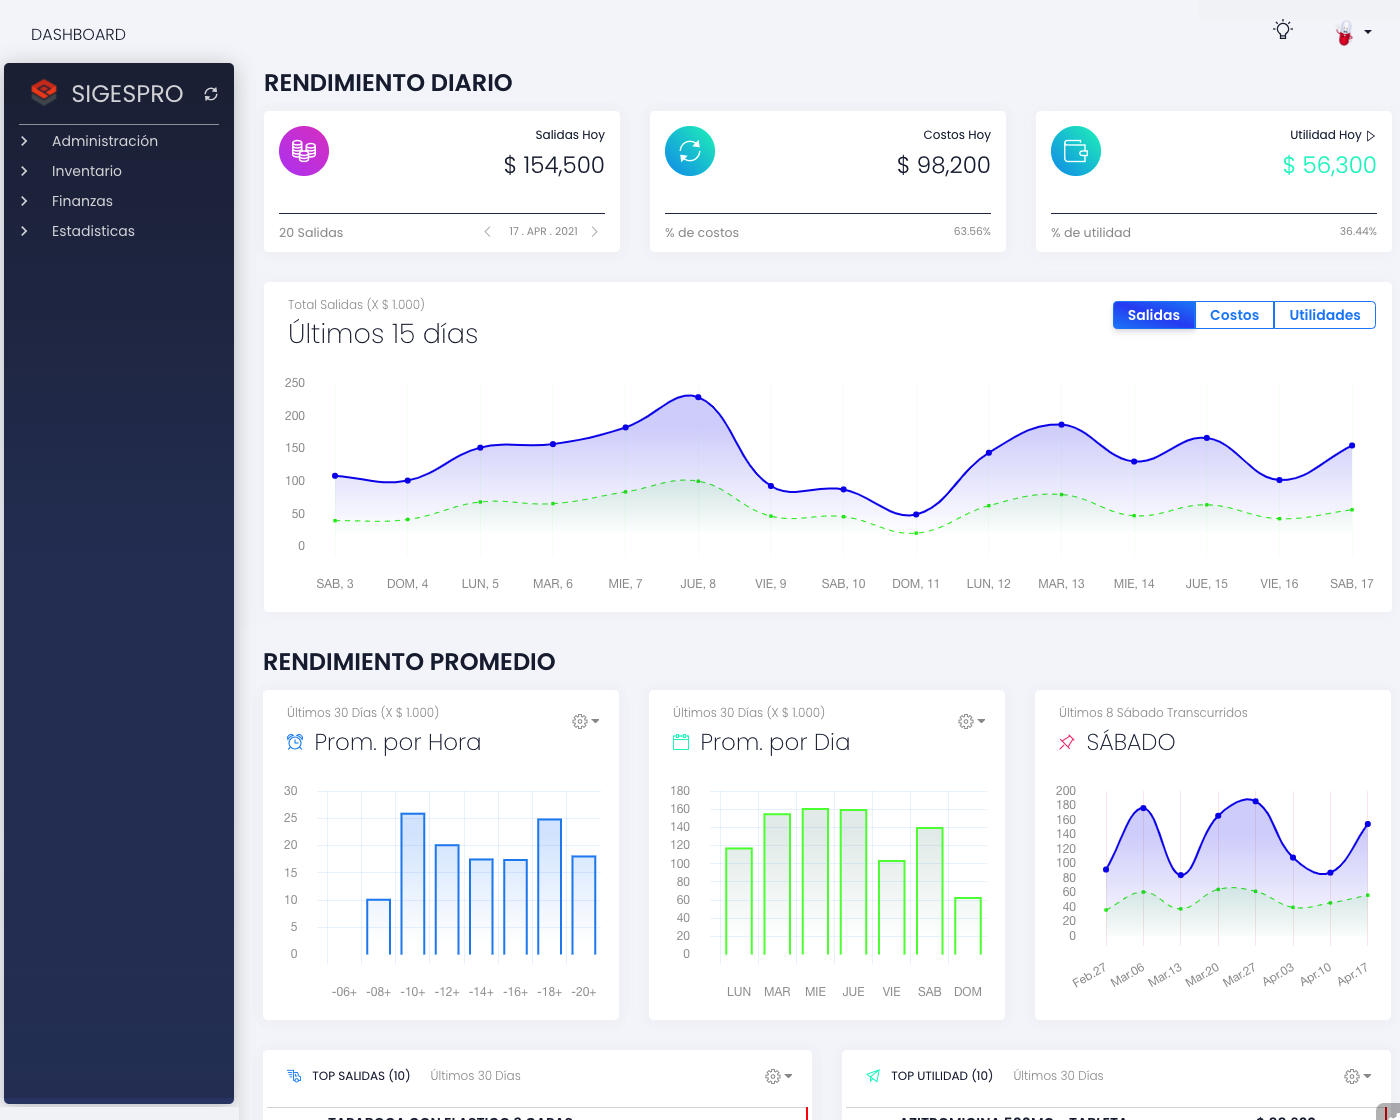 DASHBOARD
SIGESPRO
Administración
Inventario
Finanzas
Estadisticas
RENDIMIENTO DIARIO
Salidas Hoy
$ 154,500
20 Salidas
17 . APR . 2021
Costos Hoy
$ 98,200
% de costos
63.56%
Utilidad Hoy
$ 56,300
% de utilidad
36.44%
Total Salidas (X $ 1.000)
Últimos 15 días
Salidas Costos Utilidades
250
200
150
100
50
0
SAB, 3 DOM, 4 LUN, 5 MAR, 6 MIE, 7 JUE, 8 VIE, 9 SAB, 10 DOM, 11 LUN, 12 MAR, 13 MIE, 14 JUE, 15 VIE, 16 SAB, 17
RENDIMIENTO PROMEDIO
Últimos 30 Días (X $ 1.000)
Prom. por Hora
30
25
20
15
10
5
0
-06+ -08+ -10+ -12+ -14+ -16+ -18+ -20+
Últimos 30 Días (X $ 1.000)
Prom. por Dia
180
160
140
120
100
80
60
40
20
0
LUN MAR MIE JUE VIE SAB DOM
Últimos 8 Sábado Transcurridos
SÁBADO
200
180
160
140
120
100
80
60
40
20
0
Feb.27 Mar.06 Mar.13 Mar.20 Mar.27 Apr.03 Apr.10 Apr.17
TOP SALIDAS (10) Últimos 30 Días
TOP UTILIDAD (10) Últimos 30 Días